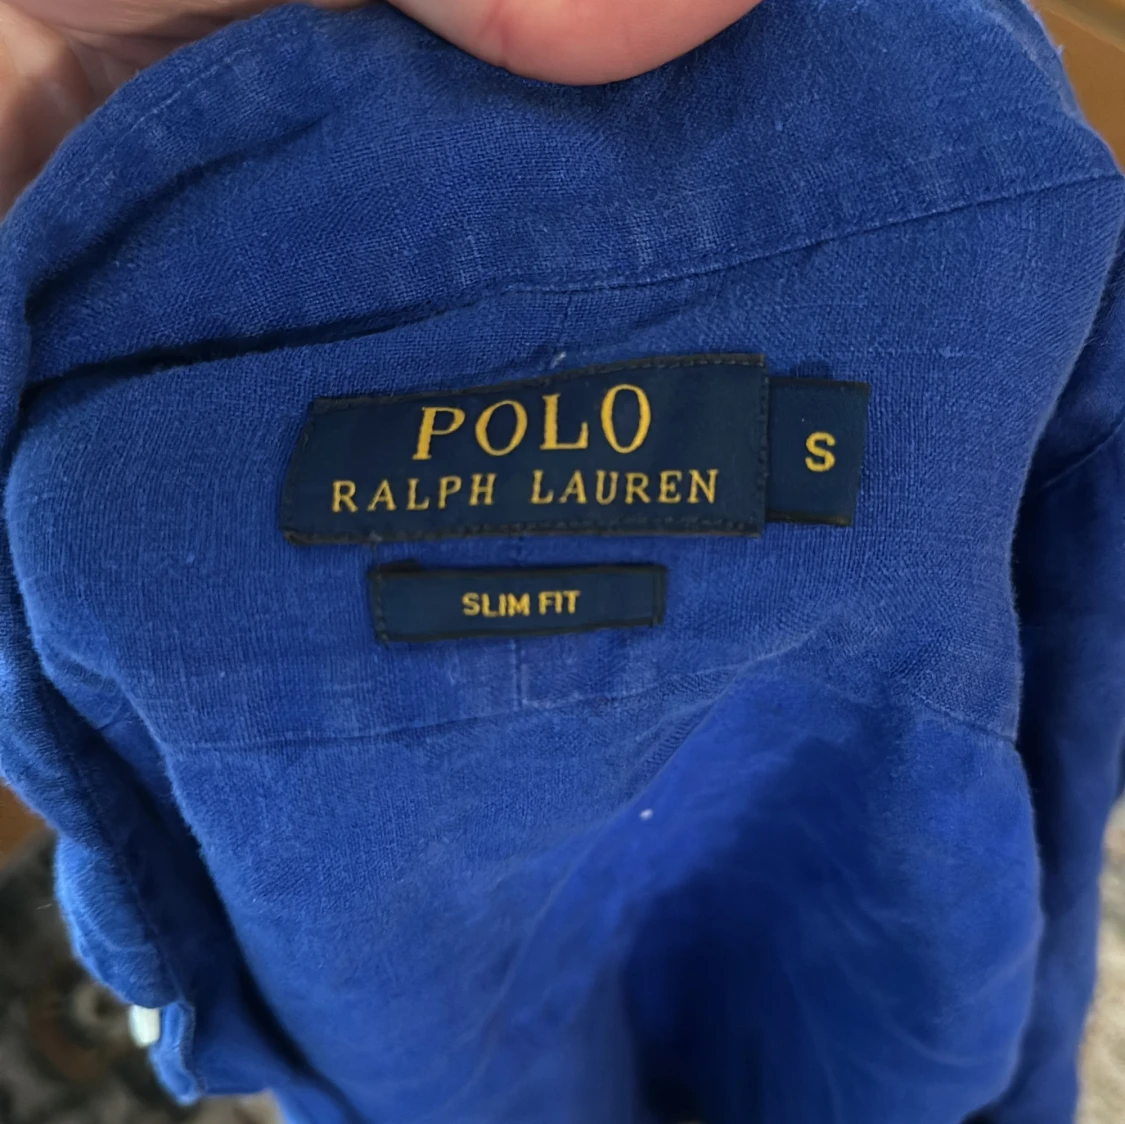 POLO
RALPH LAUREN
S
SLIM FIT